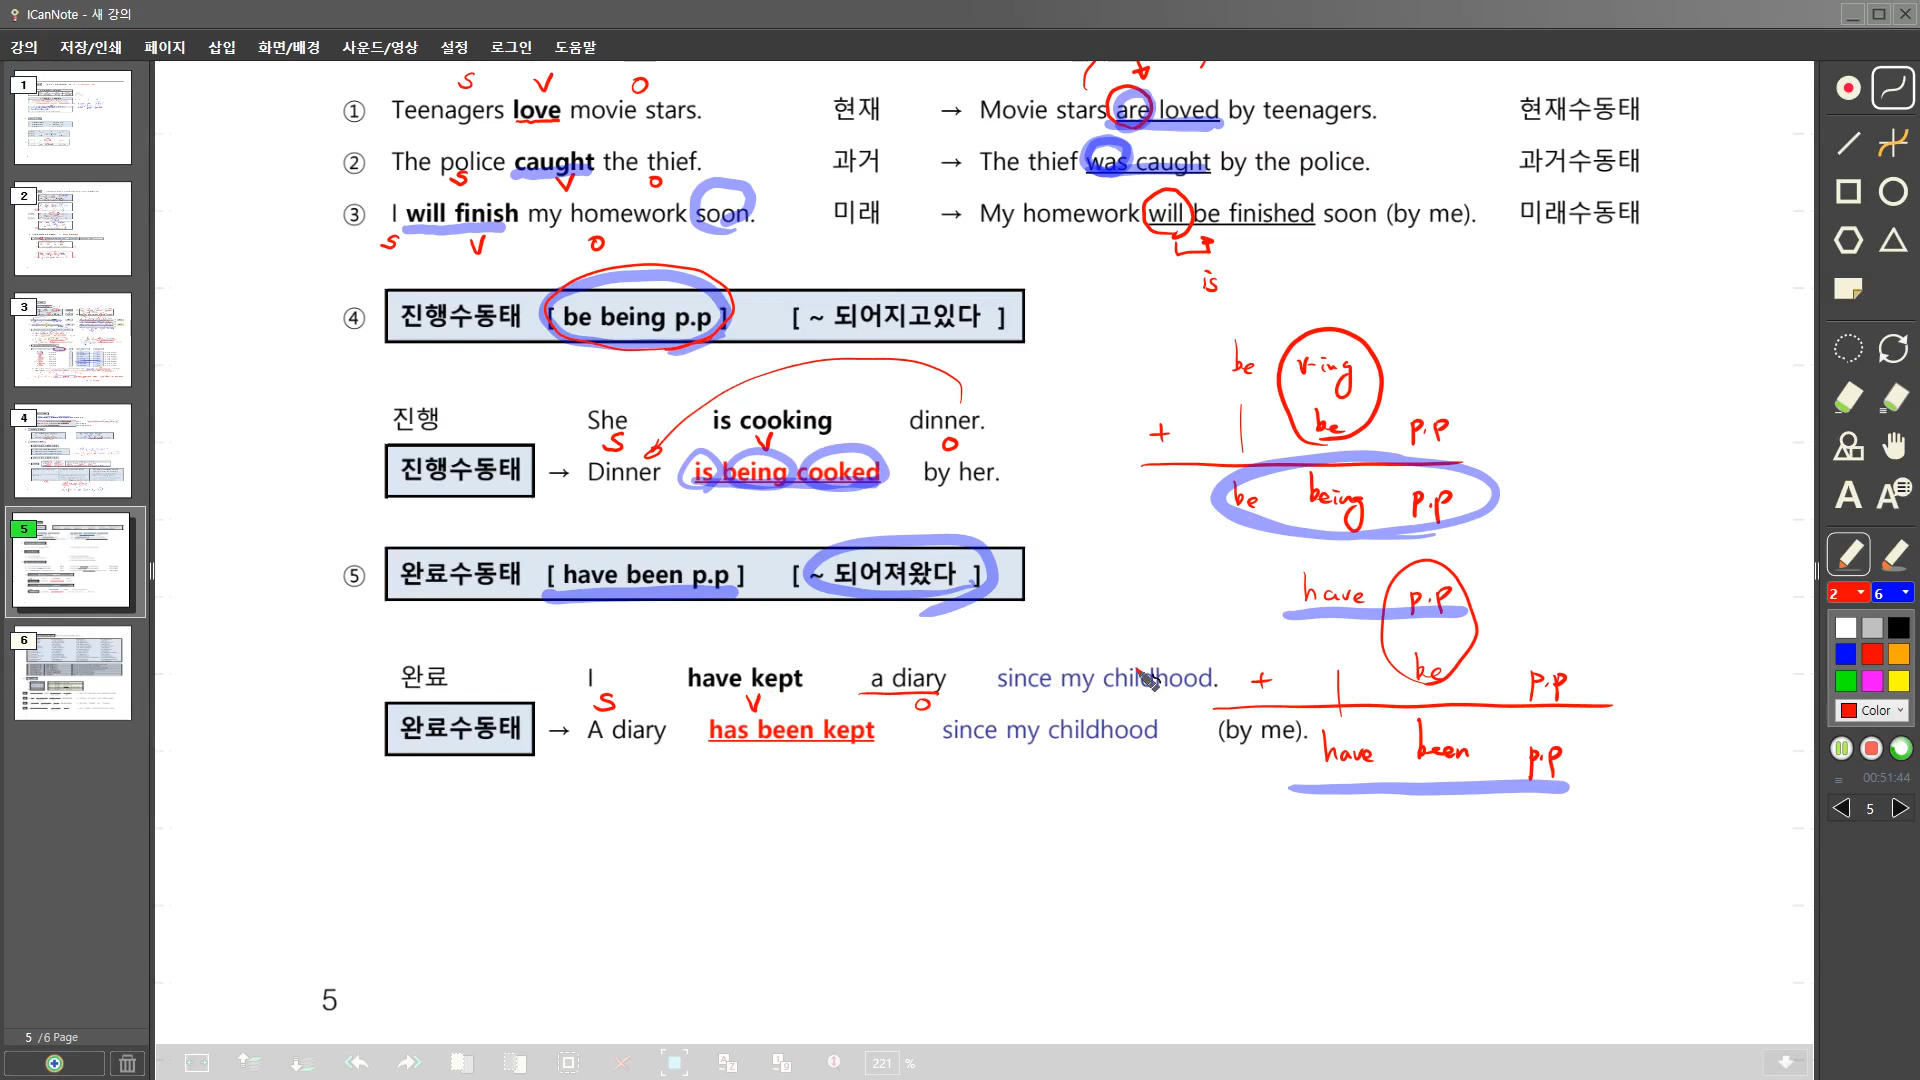 ICanNote - 새 강의
강의 저장/인쇄 페이지 삽입 화면/배경 사운드/영상 설정 로그인 도움말
S V O
① Teenagers love movie stars. 현재 → Movie stars are loved by teenagers. 현재수동태
② The police caught the thief. 과거 → The thief was caught by the police. 과거수동태
S V O
③ I will finish my homework soon. 미래 → My homework will be finished soon (by me). 미래수동태
S V O
is
④ 진행수동태 [ be being p.p ] [ ~ 되어지고있다 ]
be v-ing
진행 She is cooking dinner.
+ be p.p
S V O
진행수동태 → Dinner is being cooked by her.
be being p.p
⑤ 완료수동태 [ have been p.p ] [ ~ 되어져왔다 ]
have p.p
완료 I have kept a diary since my childhood.
+ be p.p
S V O
완료수동태 → A diary has been kept since my childhood (by me).
have been p.p
5
1
2
3
4
5
6
5 /6 Page
221 %
2 6
Color
00:51:44
5